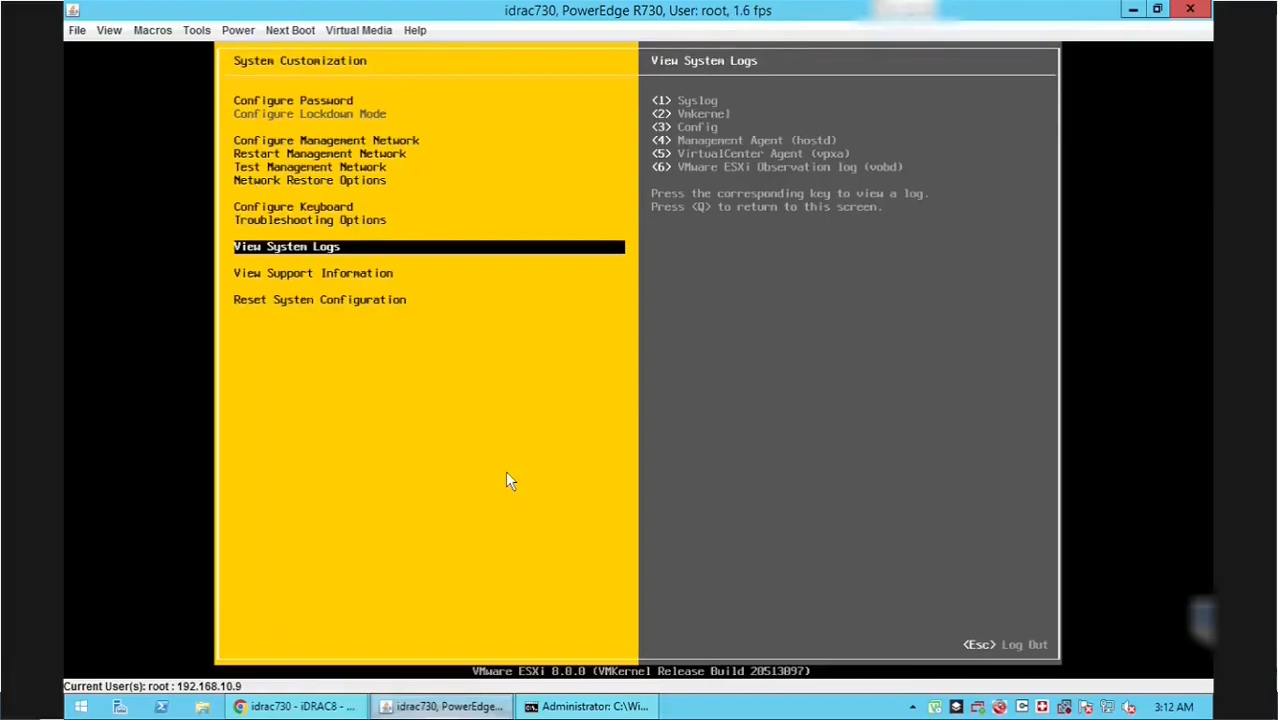 idrac730, PowerEdge R730, User: root, 1.6 fps
File View Macros Tools Power Next Boot Virtual Media Help
System Customization
Configure Password
Configure Lockdown Mode
Configure Management Network
Restart Management Network
Test Management Network
Network Restore Options
Configure Keyboard
Troubleshooting Options
View System Logs
View Support Information
Reset System Configuration
View System Logs
<1> Syslog
<2> Vmkernel
<3> Config
<4> Management Agent (hostd)
<5> VirtualCenter Agent (vpxa)
<6> VMware ESXi Observation log (vobd)
Press the corresponding key to view a log.
Press <Q> to return to this screen.
<Esc> Log Out
VMware ESXi 8.0.0 (VMKernel Release Build 20513097)
Current User(s): root : 192.168.10.9
idrac730 - iDRAC8 - ...
idrac730, PowerEdge...
Administrator: C:\Wi...
3:12 AM